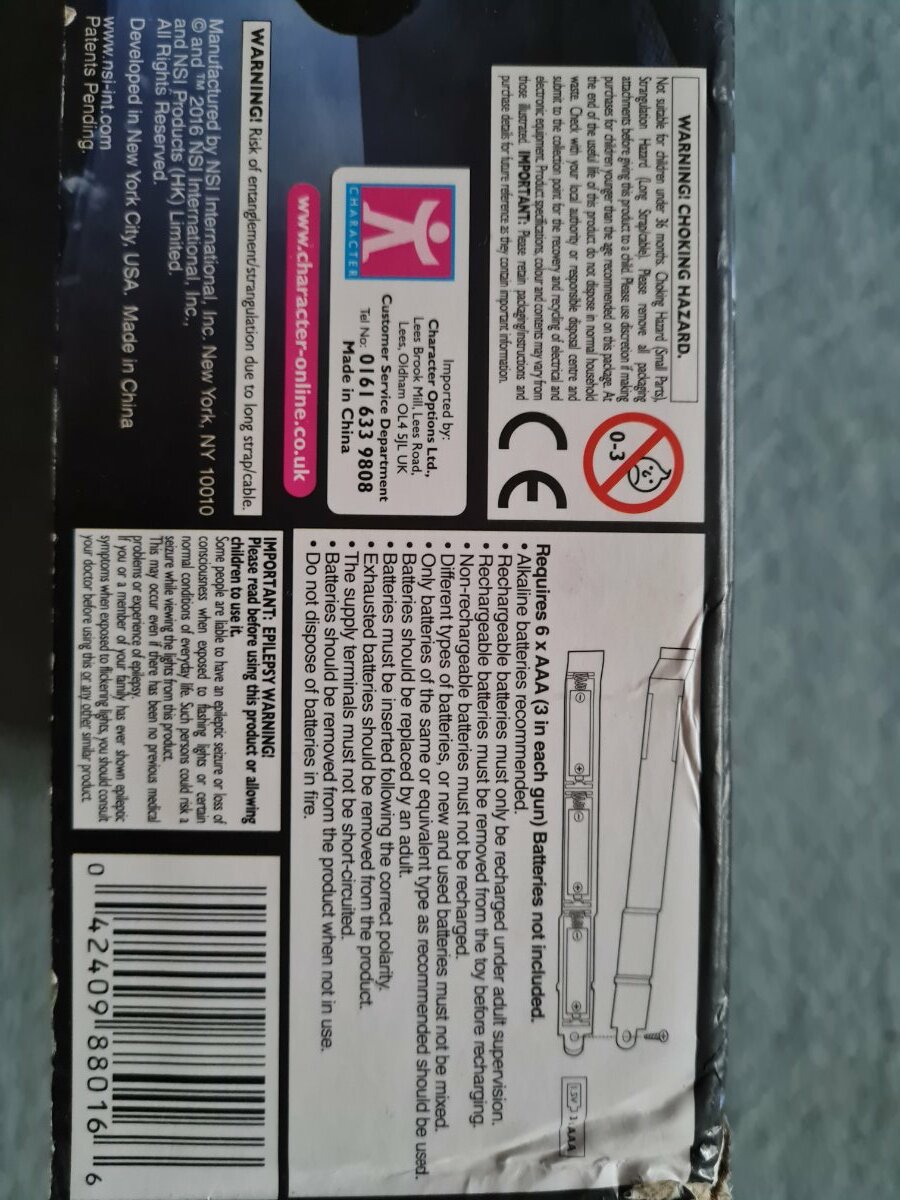 WARNING! CHOKING HAZARD.
Not suitable for children under 36 months. Choking Hazard (Small Parts),
Strangulation Hazard (Long Strap/cable). Please remove all packaging
attachments before giving this product to a child. Please use discretion if making
purchases for children younger than the age recommended on this package. At
the end of the useful life of this product do not dispose in normal household
waste. Check with your local authority or responsible disposal centre and
submit to the collection point for the recovery and recycling of electrical and
electronic equipment. Product specifications, colour and contents may vary from
those illustrated. IMPORTANT: Please retain packaging/instructions and
purchase details for future reference as they contain important information.
0-3
CE
CHARACTER
Imported by:
Character Options Ltd.,
Lees Brook Mill, Lees Road,
Lees, Oldham OL4 5JL UK
Customer Service Department
Tel No: 0161 633 9808
Made in China
www.character-online.co.uk
WARNING! Risk of entanglement/strangulation due to long strap/cable.
Manufactured by NSI International, Inc. New York, NY 10010
© and ™ 2016 NSI International, Inc.,
and NSI Products (HK) Limited.
All Rights Reserved.
Developed in New York City, USA. Made in China
www.nsi-int.com
Patents Pending.
1.5V 1:AAA
Requires 6 x AAA (3 in each gun) Batteries not included.
• Alkaline batteries recommended.
• Rechargeable batteries must only be recharged under adult supervision.
• Rechargeable batteries must be removed from the toy before recharging.
• Non-rechargeable batteries must not be recharged.
• Different types of batteries, or new and used batteries must not be mixed.
• Only batteries of the same or equivalent type as recommended should be used.
• Batteries should be replaced by an adult.
• Batteries must be inserted following the correct polarity.
• Exhausted batteries should be removed from the product.
• The supply terminals must not be short-circuited.
• Batteries should be removed from the product when not in use.
• Do not dispose of batteries in fire.
IMPORTANT: EPILEPSY WARNING!
Please read before using this product or allowing
children to use it.
Some people are liable to have an epileptic seizure or loss of
consciousness when exposed to flashing lights or certain
normal conditions of everyday life. Such persons could risk a
seizure while viewing the lights from this product.
This may occur even if there has been no previous medical
problems or experience of epilepsy.
If you or a member of your family has ever shown epileptic
symptoms when exposed to flickering lights, you should consult
your doctor before using this or any other similar product.
0 42409 88016 6